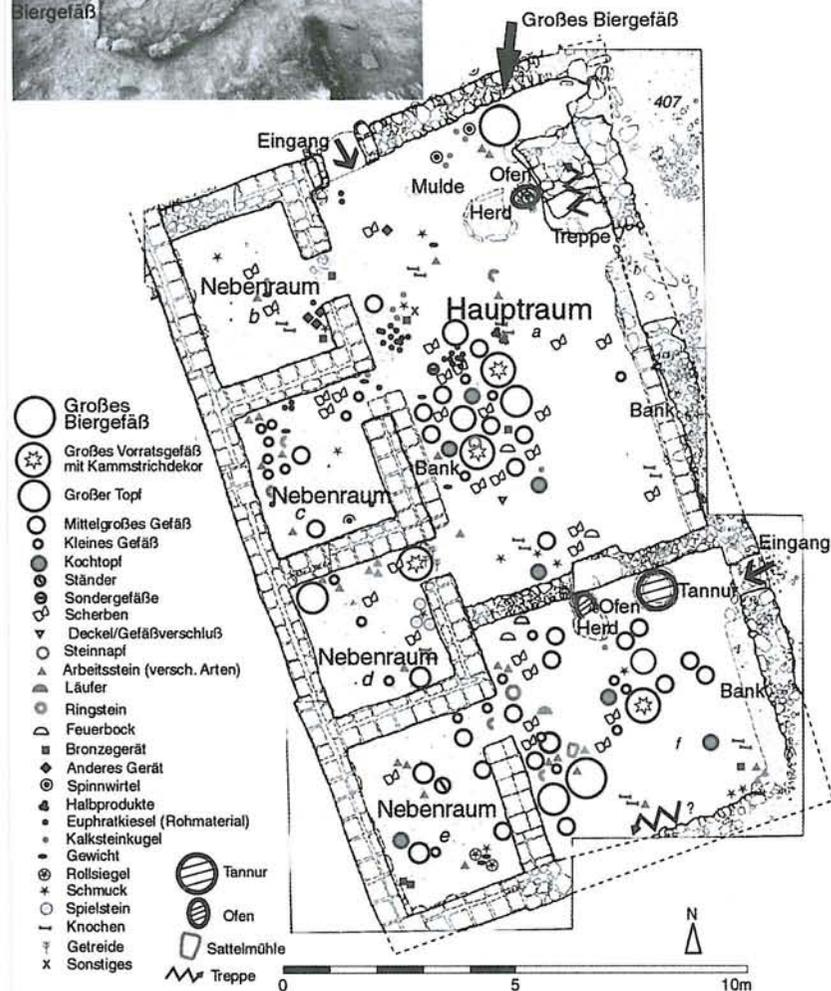 Biergefäß
Großes Biergefäß
407
Eingang
Mulde
Ofen
Herd
Treppe
Nebenraum
b
Hauptraum
a
Bank
Bank
Nebenraum
c
Eingang
Tannur
Ofen
Herd
Nebenraum
d
Bank
f
Nebenraum
e
?
Großes
Biergefäß
Großes Vorratsgefäß
mit Kammstrichdekor
Großer Topf
Mittelgroßes Gefäß
Kleines Gefäß
Kochtopf
Ständer
Sondergefäße
Scherben
Deckel/Gefäßverschluß
Steinnapf
Arbeitsstein (versch. Arten)
Läufer
Ringstein
Feuerbock
Bronzegerät
Anderes Gerät
Spinnwirtel
Halbprodukte
Euphratkiesel (Rohmaterial)
Kalksteinkugel
Gewicht
Rollsiegel
Schmuck
Spielstein
Knochen
Getreide
Sonstiges
Tannur
Ofen
Sattelmühle
Treppe
N
0 5 10m